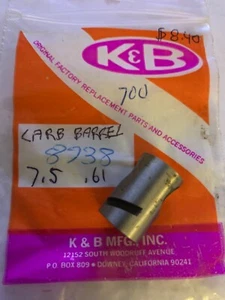 $8.40
K&B
ORIGINAL FACTORY REPLACEMENT PARTS AND ACCESSORIES
700
CARB BARREL
8738
7.5 .61
K & B MFG., INC.
12152 SOUTH WOODRUFF AVENUE
P O BOX 809 • DOWNEY, CALIFORNIA 90241